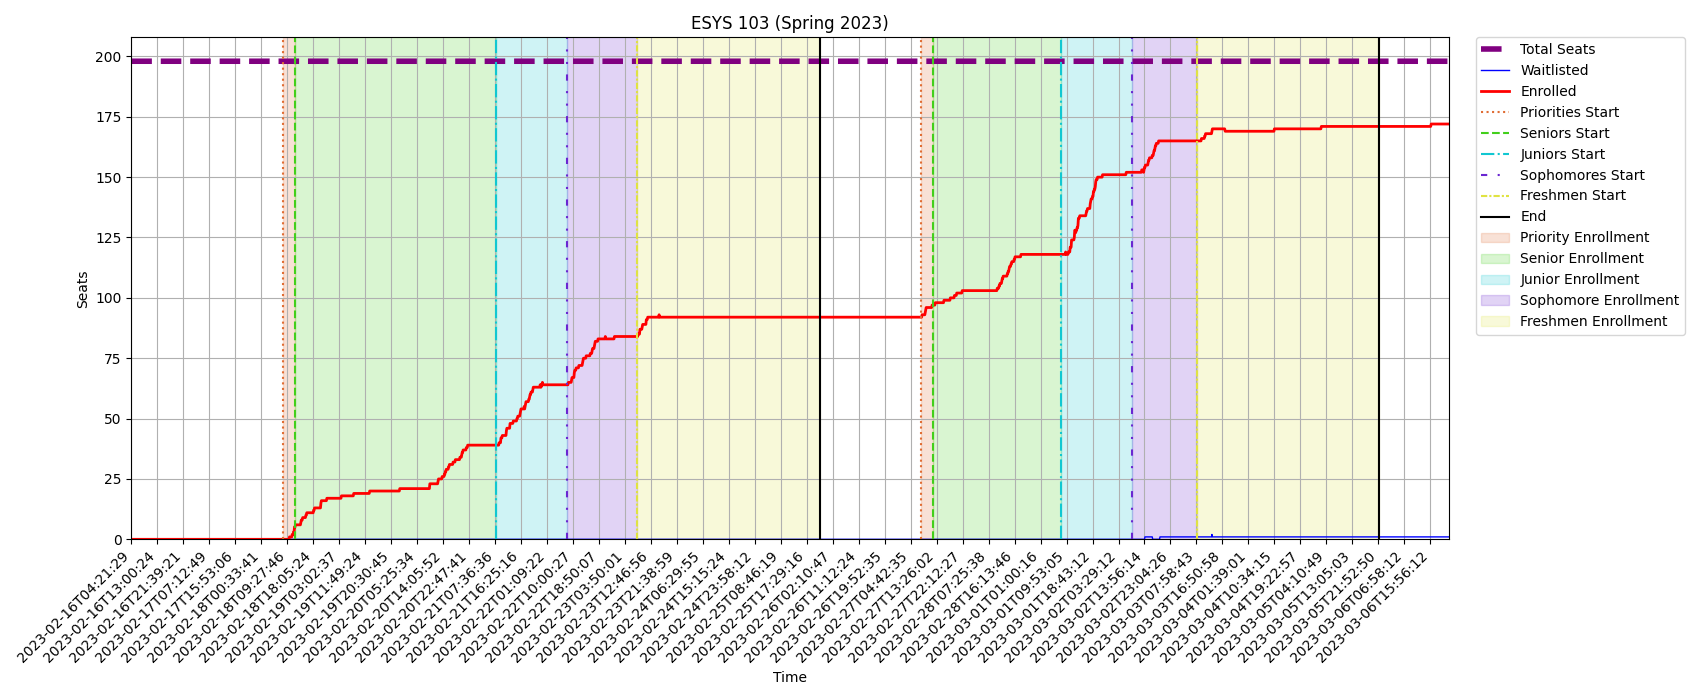 ESYS 103 (Spring 2023)
200
175
150
125
100
75
50
25
0
Seats
2023-02-16T04:21:29
2023-02-16T13:00:24
2023-02-16T21:39:21
2023-02-17T07:12:49
2023-02-17T15:53:06
2023-02-18T00:33:41
2023-02-18T09:27:46
2023-02-18T18:05:24
2023-02-19T03:02:37
2023-02-19T11:49:24
2023-02-19T20:30:45
2023-02-20T05:25:34
2023-02-20T14:05:52
2023-02-20T22:47:41
2023-02-21T07:36:36
2023-02-21T16:25:16
2023-02-22T01:09:22
2023-02-22T10:00:27
2023-02-22T18:50:07
2023-02-23T03:50:01
2023-02-23T12:46:56
2023-02-23T21:38:59
2023-02-24T06:29:55
2023-02-24T15:15:24
2023-02-24T23:58:12
2023-02-25T08:46:19
2023-02-25T17:29:16
2023-02-26T02:10:47
2023-02-26T11:12:24
2023-02-26T19:52:35
2023-02-27T04:42:35
2023-02-27T13:26:02
2023-02-27T22:12:27
2023-02-28T07:25:38
2023-02-28T16:13:46
2023-03-01T01:00:16
2023-03-01T09:53:05
2023-03-01T18:43:12
2023-03-02T03:29:12
2023-03-02T13:56:14
2023-03-02T23:04:26
2023-03-03T07:58:43
2023-03-03T16:50:58
2023-03-04T01:39:01
2023-03-04T10:34:15
2023-03-04T19:22:57
2023-03-05T04:10:49
2023-03-05T13:05:03
2023-03-05T21:52:50
2023-03-06T06:58:12
2023-03-06T15:56:12
Time
Total Seats
Waitlisted
Enrolled
Priorities Start
Seniors Start
Juniors Start
Sophomores Start
Freshmen Start
End
Priority Enrollment
Senior Enrollment
Junior Enrollment
Sophomore Enrollment
Freshmen Enrollment